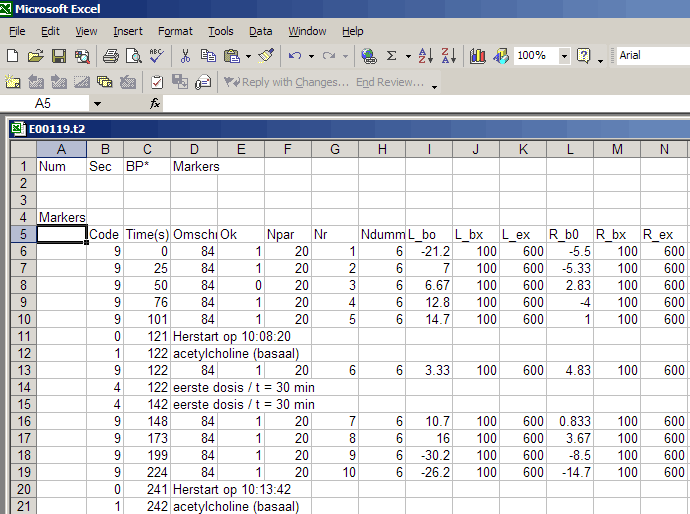 Microsoft Excel
File Edit View Insert Format Tools Data Window Help
100% Arial
Reply with Changes... End Review...
A5 fx
E00119.t2
A B C D E F G H I J K L M N
1 Num Sec BP* Markers
2
3
4 Markers
5 Code Time(s) Omschr Ok Npar Nr Ndumm L_bo L_bx L_ex R_b0 R_bx R_ex
6 9 0 84 1 20 1 6 -21.2 100 600 -5.5 100 600
7 9 25 84 1 20 2 6 7 100 600 -5.33 100 600
8 9 50 84 0 20 3 6 6.67 100 600 2.83 100 600
9 9 76 84 1 20 4 6 12.8 100 600 -4 100 600
10 9 101 84 1 20 5 6 14.7 100 600 1 100 600
11 0 121 Herstart op 10:08:20
12 1 122 acetylcholine (basaal)
13 9 122 84 1 20 6 6 3.33 100 600 4.83 100 600
14 4 122 eerste dosis / t = 30 min
15 4 142 eerste dosis / t = 30 min
16 9 148 84 1 20 7 6 10.7 100 600 0.833 100 600
17 9 173 84 1 20 8 6 16 100 600 3.67 100 600
18 9 199 84 1 20 9 6 -30.2 100 600 -8.5 100 600
19 9 224 84 1 20 10 6 -26.2 100 600 -14.7 100 600
20 0 241 Herstart op 10:13:42
21 1 242 acetylcholine (basaal)